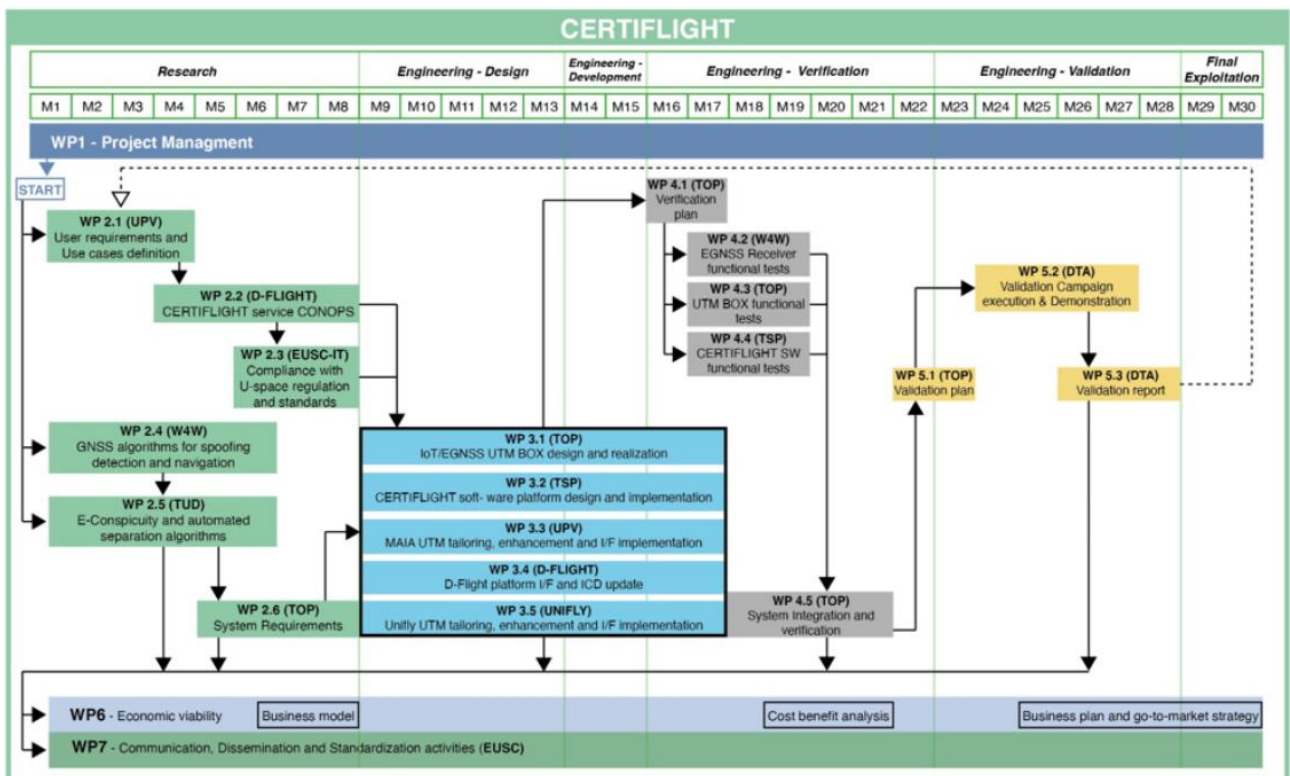 CERTIFLIGHT
Research
Engineering - Design
Engineering -
Development
Engineering - Verification
Engineering - Validation
Final
Exploitation
M1 M2 M3 M4 M5 M6 M7 M8 M9 M10 M11 M12 M13 M14 M15 M16 M17 M18 M19 M20 M21 M22 M23 M24 M25 M26 M27 M28 M29 M30
WP1 - Project Managment
START
WP 2.1 (UPV)
User requirements and
Use cases definition
WP 2.2 (D-FLIGHT)
CERTIFLIGHT service CONOPS
WP 2.3 (EUSC-IT)
Compliance with
U-space regulation
and standards
WP 2.4 (W4W)
GNSS algorithms for spoofing
detection and navigation
WP 2.5 (TUD)
E-Conspicuity and automated
separation algorithms
WP 2.6 (TOP)
System Requirements
WP 3.1 (TOP)
IoT/EGNSS UTM BOX design and realization
WP 3.2 (TSP)
CERTIFLIGHT soft- ware platform design and implementation
WP 3.3 (UPV)
MAIA UTM tailoring, enhancement and I/F implementation
WP 3.4 (D-FLIGHT)
D-Flight platform I/F and ICD update
WP 3.5 (UNIFLY)
Unifly UTM tailoring, enhancement and I/F implementation
WP 4.1 (TOP)
Verification
plan
WP 4.2 (W4W)
EGNSS Receiver
functional tests
WP 4.3 (TOP)
UTM BOX functional
tests
WP 4.4 (TSP)
CERTIFLIGHT SW
functional tests
WP 4.5 (TOP)
System Integration and
verification
WP 5.1 (TOP)
Validation plan
WP 5.2 (DTA)
Validation Campaign
execution & Demonstration
WP 5.3 (DTA)
Validation report
WP6 - Economic viability
Business model
Cost benefit analysis
Business plan and go-to-market strategy
WP7 - Communication, Dissemination and Standardization activities (EUSC)